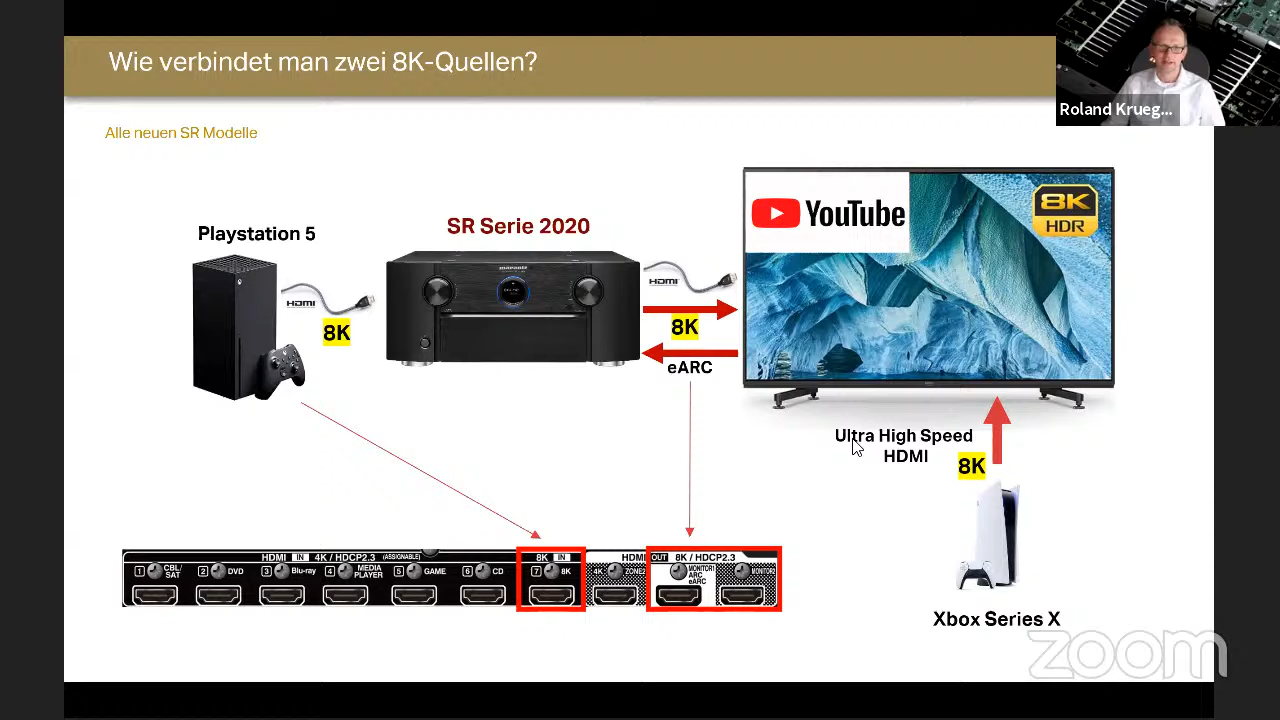 Wie verbindet man zwei 8K-Quellen?
Roland Krueg...
Alle neuen SR Modelle
Playstation 5
SR Serie 2020
marantz
HDMI
8K
HDMI
8K
eARC
YouTube
8K
HDR
Ultra High Speed
HDMI
8K
HDMI IN 4K / HDCP2.3 (ASSIGNABLE)
8K IN
HDMI OUT 8K / HDCP2.3
1 CBL/
SAT
2 DVD
3 Blu-ray
4 MEDIA
PLAYER
5 GAME
6 CD
7 8K
4K ZONE2
MONITOR1
ARC
eARC
MONITOR2
Xbox Series X
zoom